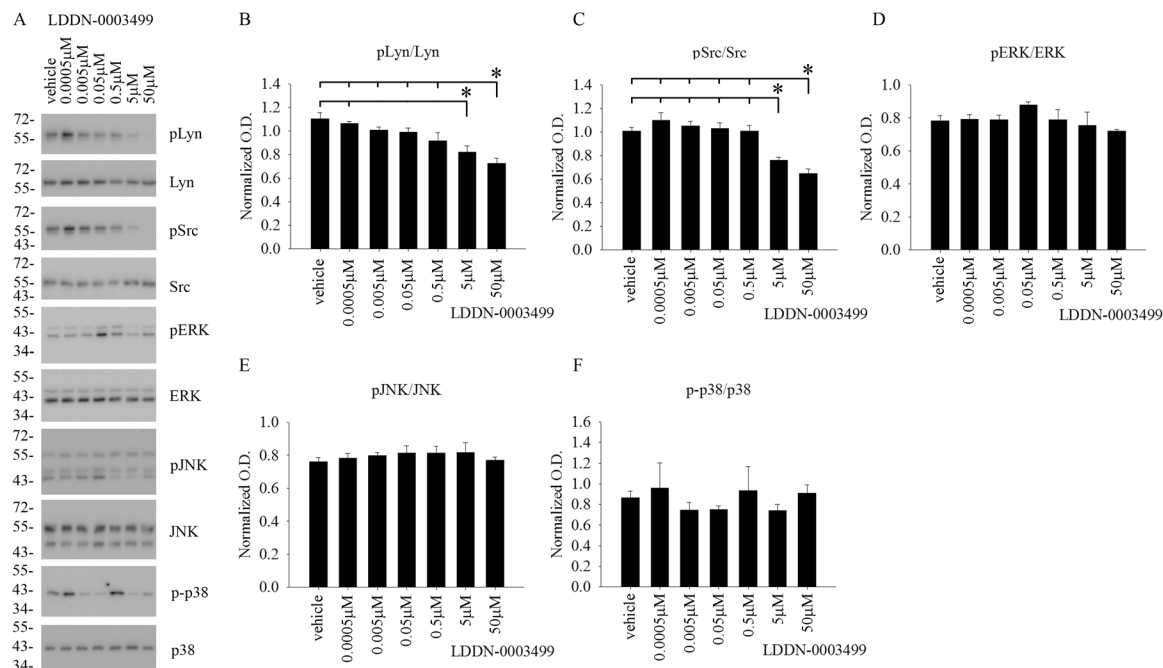 A
LDDN-0003499
vehicle
0.0005µM
0.005µM
0.05µM
0.5µM
5µM
50µM
72-
55-
pLyn
72-
55-
Lyn
72-
55-
43-
pSrc
72-
55-
43-
Src
55-
43-
34-
pERK
55-
43-
34-
ERK
72-
55-
43-
pJNK
72-
55-
43-
JNK
55-
43-
34-
p-p38
55-
43-
34-
p38
B
pLyn/Lyn
Normalized O.D.
1.4
1.2
1.0
0.8
0.6
0.4
0.2
0.0
*
*
vehicle
0.0005µM
0.005µM
0.05µM
0.5µM
5µM
50µM
LDDN-0003499
C
pSrc/Src
Normalized O.D.
1.4
1.2
1.0
0.8
0.6
0.4
0.2
0.0
*
*
vehicle
0.0005µM
0.005µM
0.05µM
0.5µM
5µM
50µM
LDDN-0003499
D
pERK/ERK
Normalized O.D.
1.0
0.8
0.6
0.4
0.2
0.0
vehicle
0.0005µM
0.005µM
0.05µM
0.5µM
5µM
50µM
LDDN-0003499
E
pJNK/JNK
Normalized O.D.
1.0
0.8
0.6
0.4
0.2
0.0
vehicle
0.0005µM
0.005µM
0.05µM
0.5µM
5µM
50µM
LDDN-0003499
F
p-p38/p38
Normalized O.D.
1.6
1.4
1.2
1.0
0.8
0.6
0.4
0.2
0.0
vehicle
0.0005µM
0.005µM
0.05µM
0.5µM
5µM
50µM
LDDN-0003499